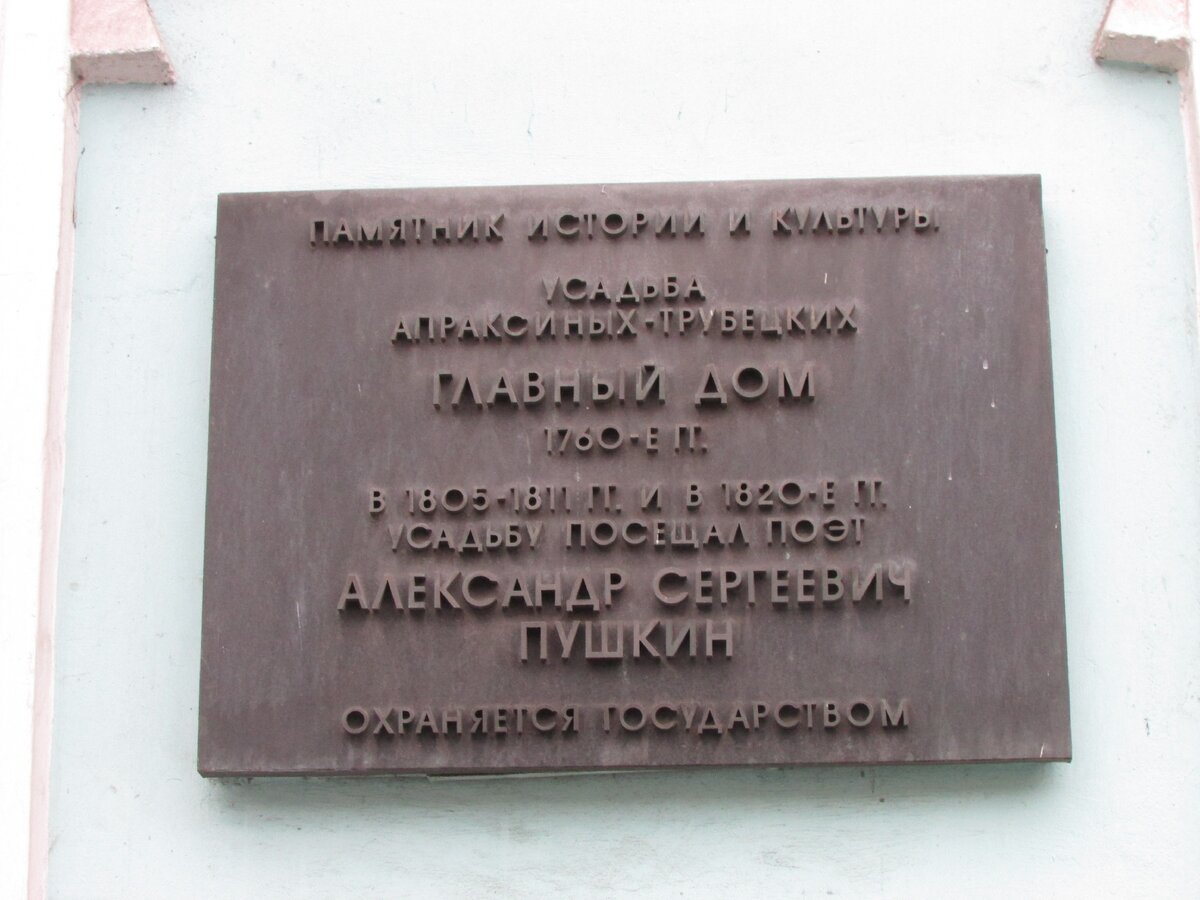 ПАМЯТНИК ИСТОРИИ И КУЛЬТУРЫ
УСАДЬБА
АПРАКСИНЫХ-ТРУБЕЦКИХ
ГЛАВНЫЙ ДОМ
1760-Е ГГ.
В 1805-1811 ГГ. И В 1820-Е ГГ.
УСАДЬБУ ПОСЕЩАЛ ПОЭТ
АЛЕКСАНДР СЕРГЕЕВИЧ
ПУШКИН
ОХРАНЯЕТСЯ ГОСУДАРСТВОМ